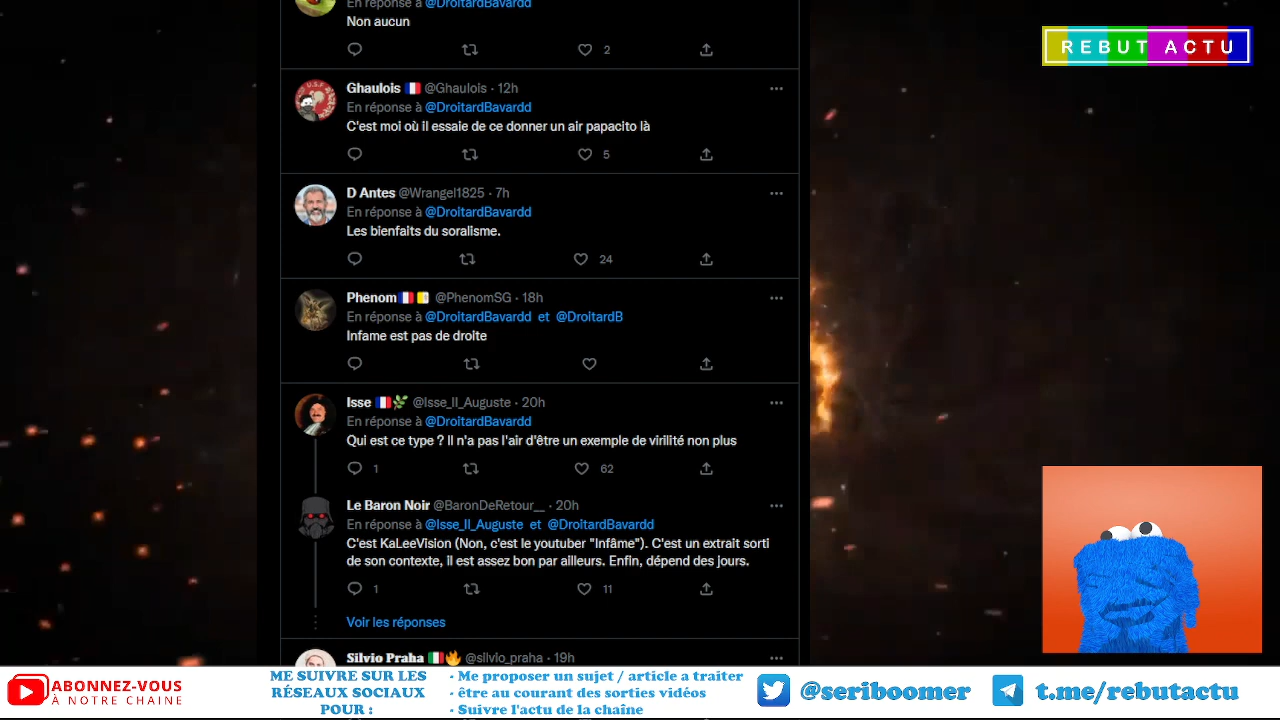 En réponse à @DroitardBavardd
Non aucun
2
REBUT ACTU
Ghaulois @Ghaulois · 12h
En réponse à @DroitardBavardd
C'est moi où il essaie de ce donner un air papacito là
5
D Antes @Wrangel1825 · 7h
En réponse à @DroitardBavardd
Les bienfaits du soralisme.
24
Phenom @PhenomSG · 18h
En réponse à @DroitardBavardd et @DroitardB
Infame est pas de droite
Isse @Isse_II_Auguste · 20h
En réponse à @DroitardBavardd
Qui est ce type ? Il n'a pas l'air d'être un exemple de virilité non plus
1 62
Le Baron Noir @BaronDeRetour__ · 20h
En réponse à @Isse_II_Auguste et @DroitardBavardd
C'est KaLeeVision (Non, c'est le youtuber "Infâme"). C'est un extrait sorti
de son contexte, il est assez bon par ailleurs. Enfin, dépend des jours.
1 11
Voir les réponses
Silvio Praha @silvio_praha · 19h
ABONNEZ-VOUS
À NOTRE CHAINE
ME SUIVRE SUR LES
RÉSEAUX SOCIAUX
POUR :
- Me proposer un sujet / article a traiter
- être au courant des sorties vidéos
- Suivre l'actu de la chaîne
@seriboomer
t.me/rebutactu